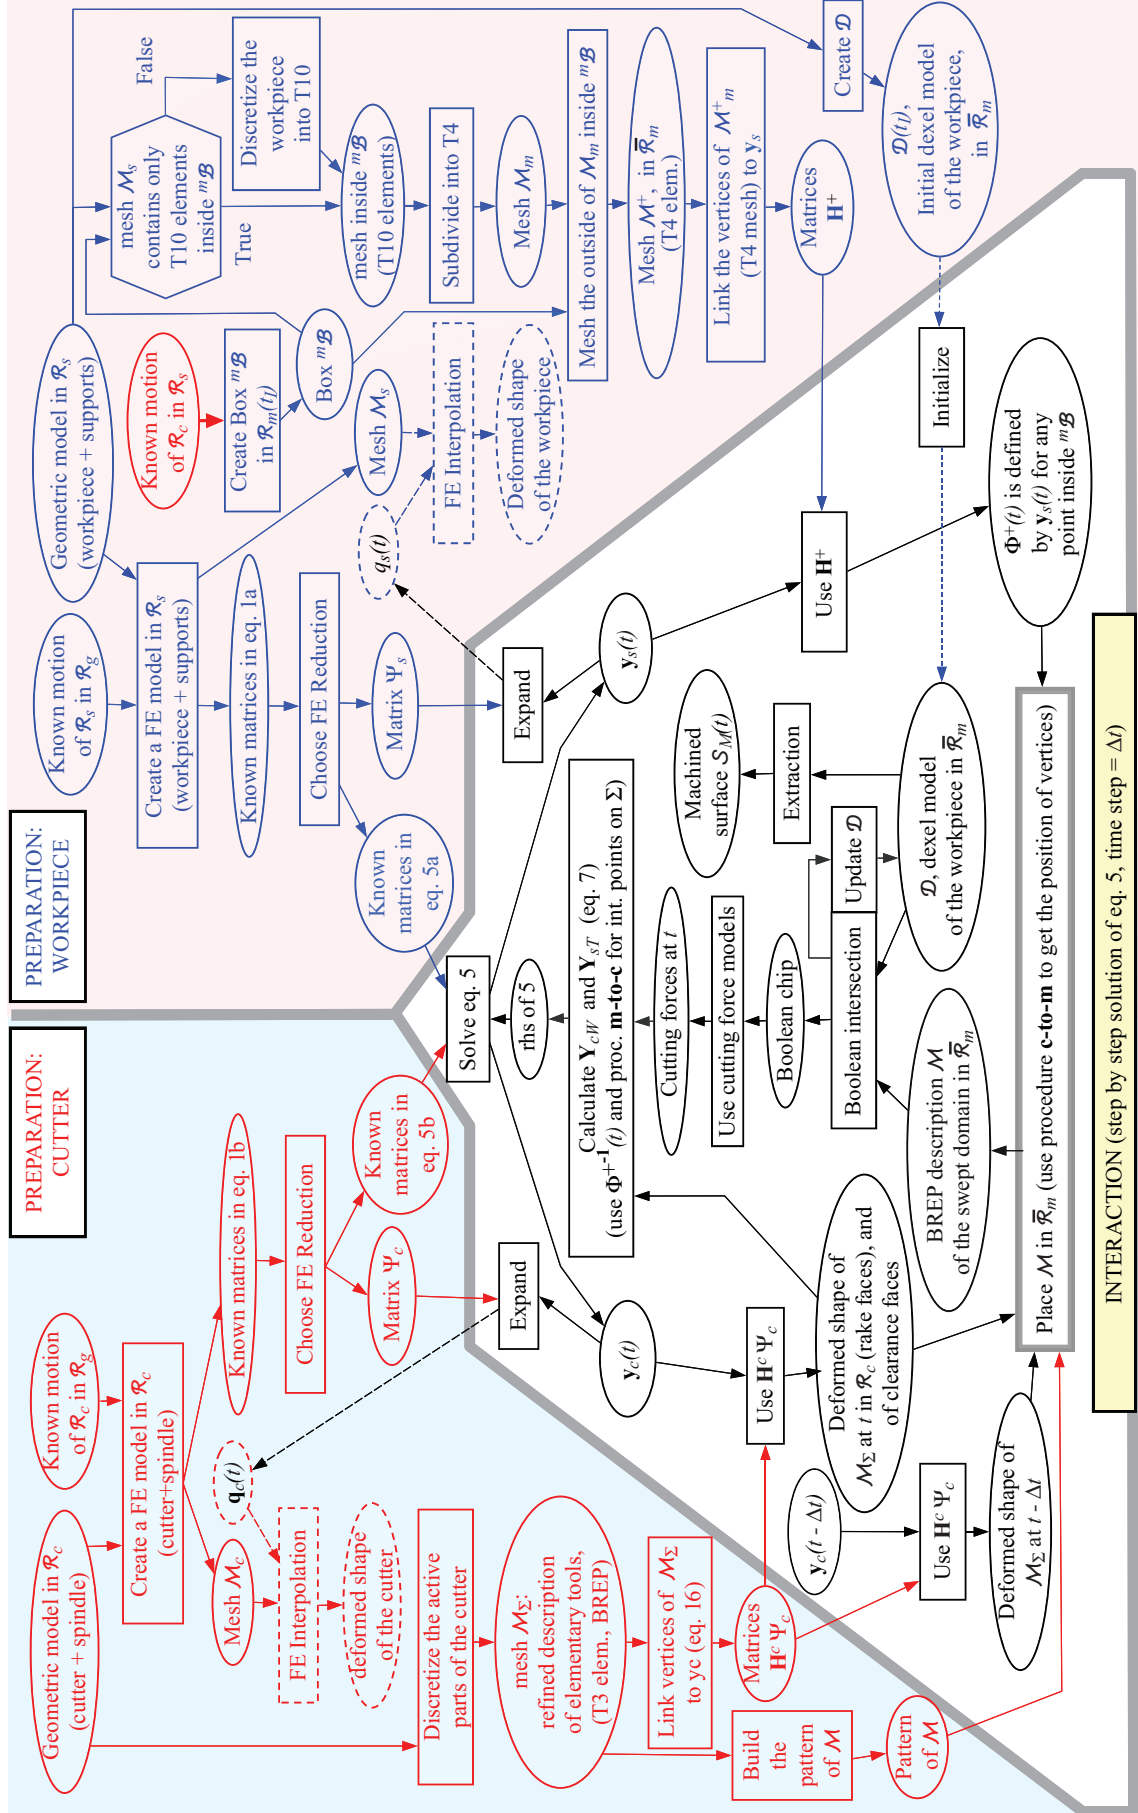 PREPARATION:
CUTTER
Geometric model in ℛc
(cutter + spindle)
Known motion
of ℛc in ℛg
Create a FE model in ℛc
(cutter+spindle)
Mesh ℳc
qc(t)
FE Interpolation
deformed shape
of the cutter
Known matrices in eq. 1b
Choose FE Reduction
Matrix Ψc
Known
matrices in
eq. 5b
Discretize the active
parts of the cutter
mesh ℳΣ:
refined description
of elementary tools,
(T3 elem., BREP)
Link vertices of ℳΣ
to yc (eq. 16)
Matrices
Hᶜ Ψc
Build
the
pattern
of ℳ
Pattern
of ℳ
PREPARATION:
WORKPIECE
Known motion
of ℛs in ℛg
Geometric model in ℛs
(workpiece + supports)
Create a FE model in ℛs
(workpiece + supports)
Known matrices in eq. 1a
Choose FE Reduction
Matrix Ψs
Known
matrices in
eq. 5a
Known motion
of ℛc in ℛs
Create Box ᵐℬ
in ℛm(tI)
Box ᵐℬ
Mesh ℳs
qs(t)
FE Interpolation
Deformed shape
of the workpiece
mesh ℳs
contains only
T10 elements
inside ᵐℬ
False
True
Discretize the
workpiece
into T10
mesh inside ᵐℬ
(T10 elements)
Subdivide into T4
Mesh ℳm
Mesh the outside of ℳm inside ᵐℬ
Mesh ℳ⁺, in ℛ̄m
(T4 elem.)
Link the vertices of ℳ⁺m
(T4 mesh) to ys
Matrices
H⁺
Create 𝒟
𝒟(tI),
Initial dexel model
of the workpiece,
in ℛ̄m
Solve eq. 5
rhs of 5
Expand
Expand
yc(t)
ys(t)
Calculate YcW and YsT (eq. 7)
(use Φ⁺⁻¹(t) and proc. m-to-c for int. points on Σ)
Cutting forces at t
Use cutting force models
Boolean chip
Boolean intersection
Update 𝒟
Extraction
Machined
surface 𝒮M(t)
Use H⁺
Initialize
Use Hᶜ Ψc
yc(t - Δt)
Use Hᶜ Ψc
Deformed shape of
ℳΣ at t in ℛc (rake faces), and
of clearance faces
Deformed shape of
ℳΣ at t - Δt
BREP description ℳ
of the swept domain in ℛ̄m
𝒟, dexel model
of the workpiece in ℛ̄m
Φ⁺(t) is defined
by ys(t) for any
point inside ᵐℬ
Place ℳ in ℛ̄m (use procedure c-to-m to get the position of vertices)
INTERACTION (step by step solution of eq. 5, time step = Δt)